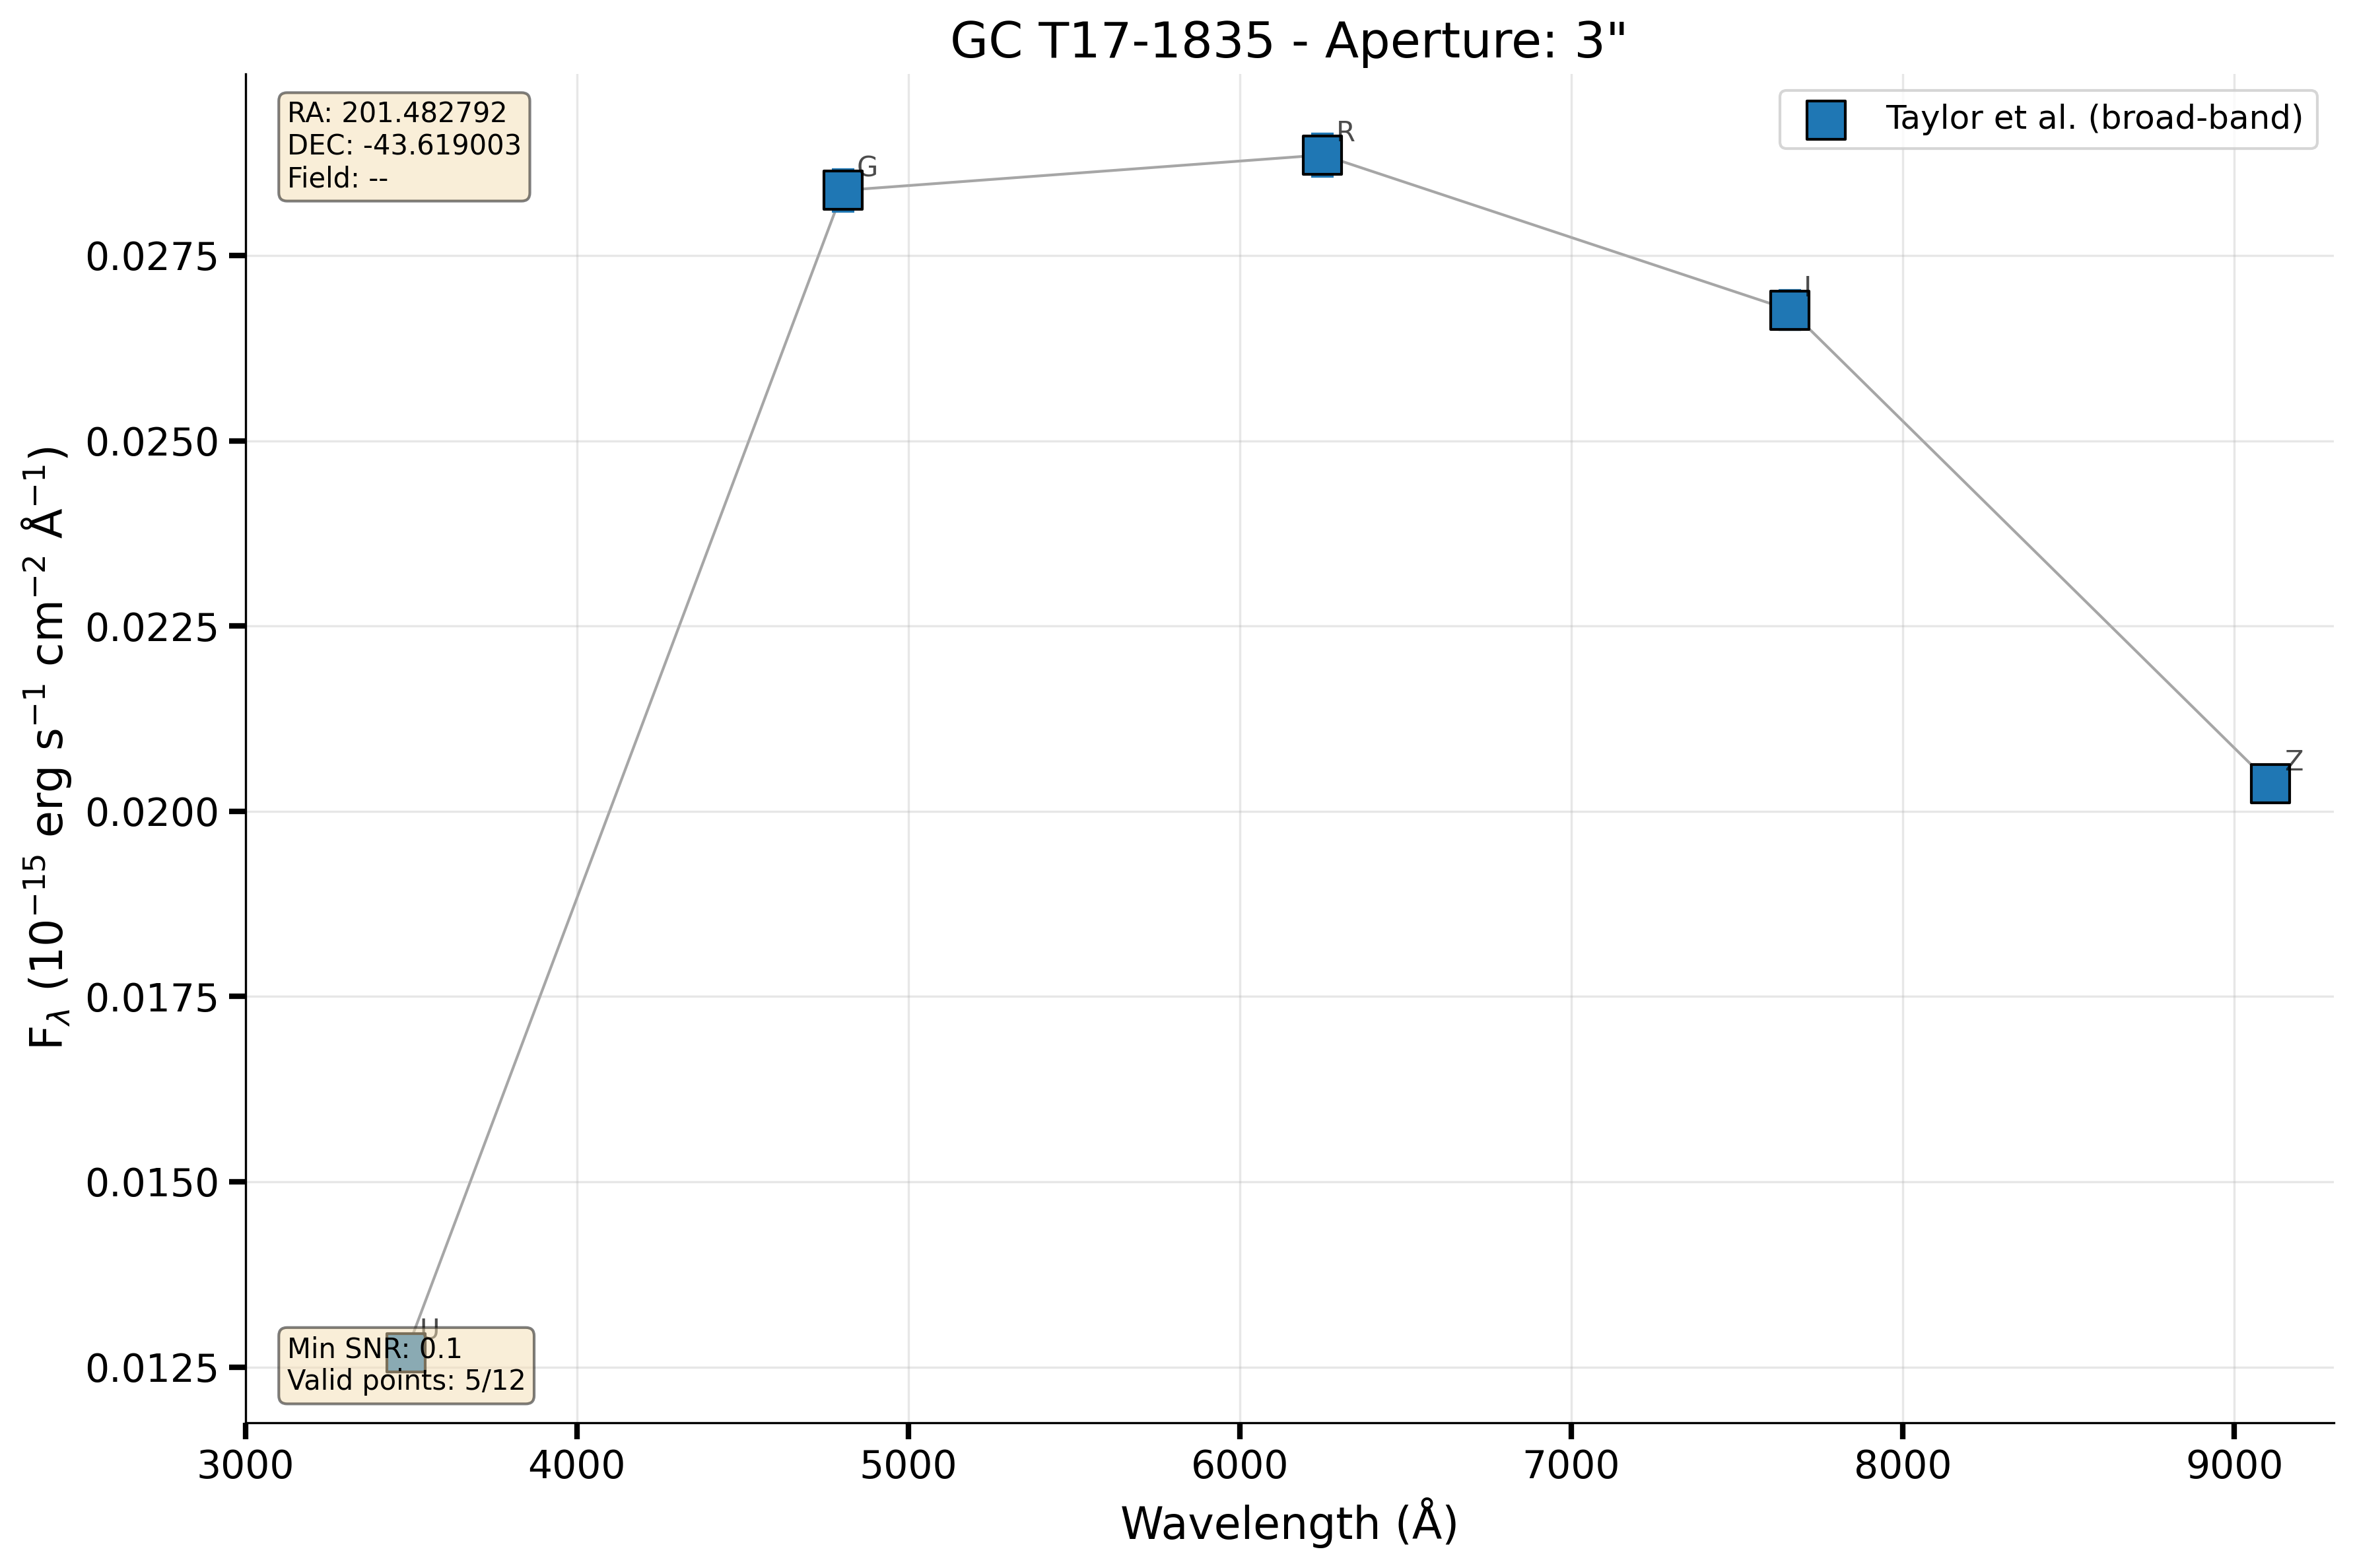 GC T17-1835 - Aperture: 3"
RA: 201.482792
DEC: -43.619003
Field: --
Taylor et al. (broad-band)
G
R
I
Z
U
Min SNR: 0.1
Valid points: 5/12
0.0275
0.0250
0.0225
0.0200
0.0175
0.0150
0.0125
F$_{\lambda}$ (10$^{-15}$ erg s$^{-1}$ cm$^{-2}$ Å$^{-1}$)
3000 4000 5000 6000 7000 8000 9000
Wavelength (Å)